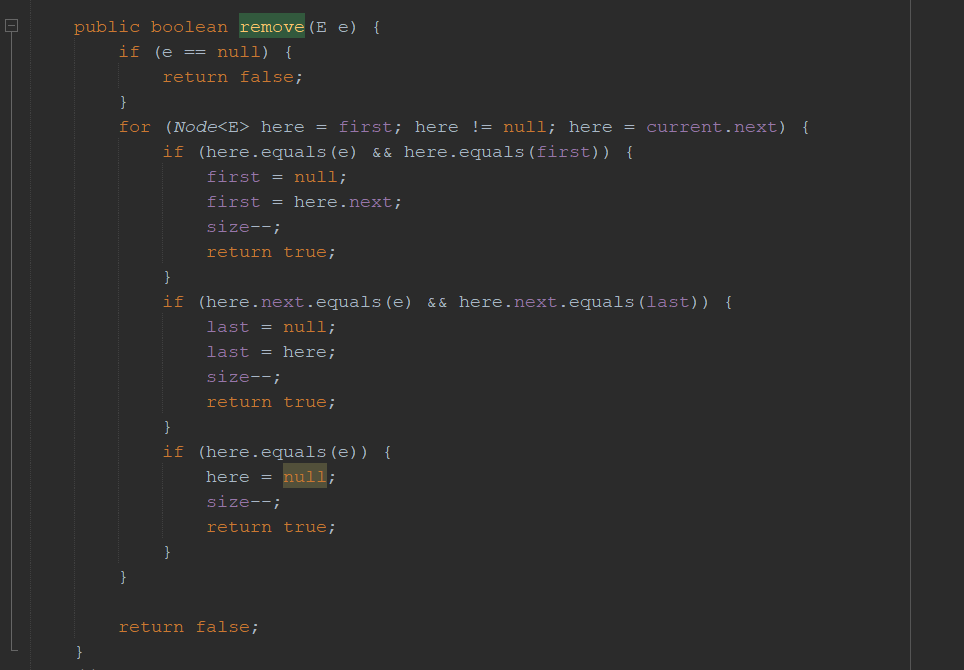 public boolean remove(E e) {
if (e == null) {
return false;
}
for (Node<E> here = first; here != null; here = current.next) {
if (here.equals(e) && here.equals(first)) {
first = null;
first = here.next;
size--;
return true;
}
if (here.next.equals(e) && here.next.equals(last)) {
last = null;
last = here;
size--;
return true;
}
if (here.equals(e)) {
here = null;
size--;
return true;
}
}
return false;
}